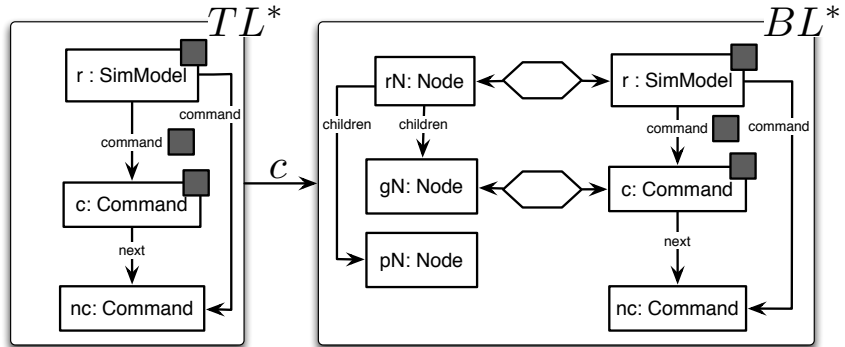 TL*
r : SimModel
command
command
c: Command
next
nc: Command
c
BL*
rN: Node
children
children
gN: Node
pN: Node
r : SimModel
command
command
c: Command
next
nc: Command